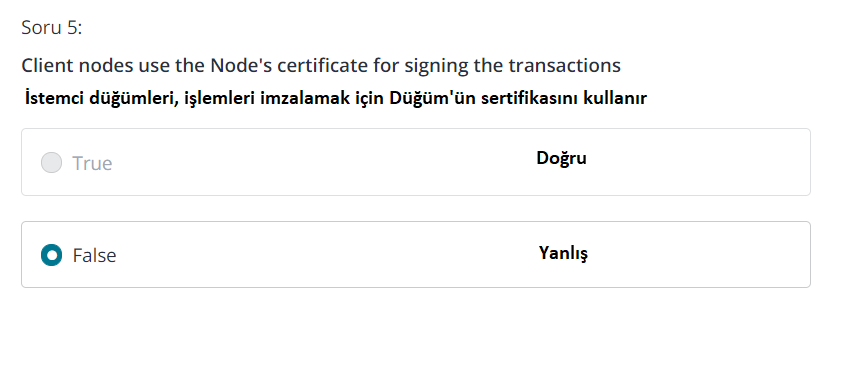 Soru 5:
Client nodes use the Node's certificate for signing the transactions
İstemci düğümleri, işlemleri imzalamak için Düğüm'ün sertifikasını kullanır
True Doğru
False Yanlış